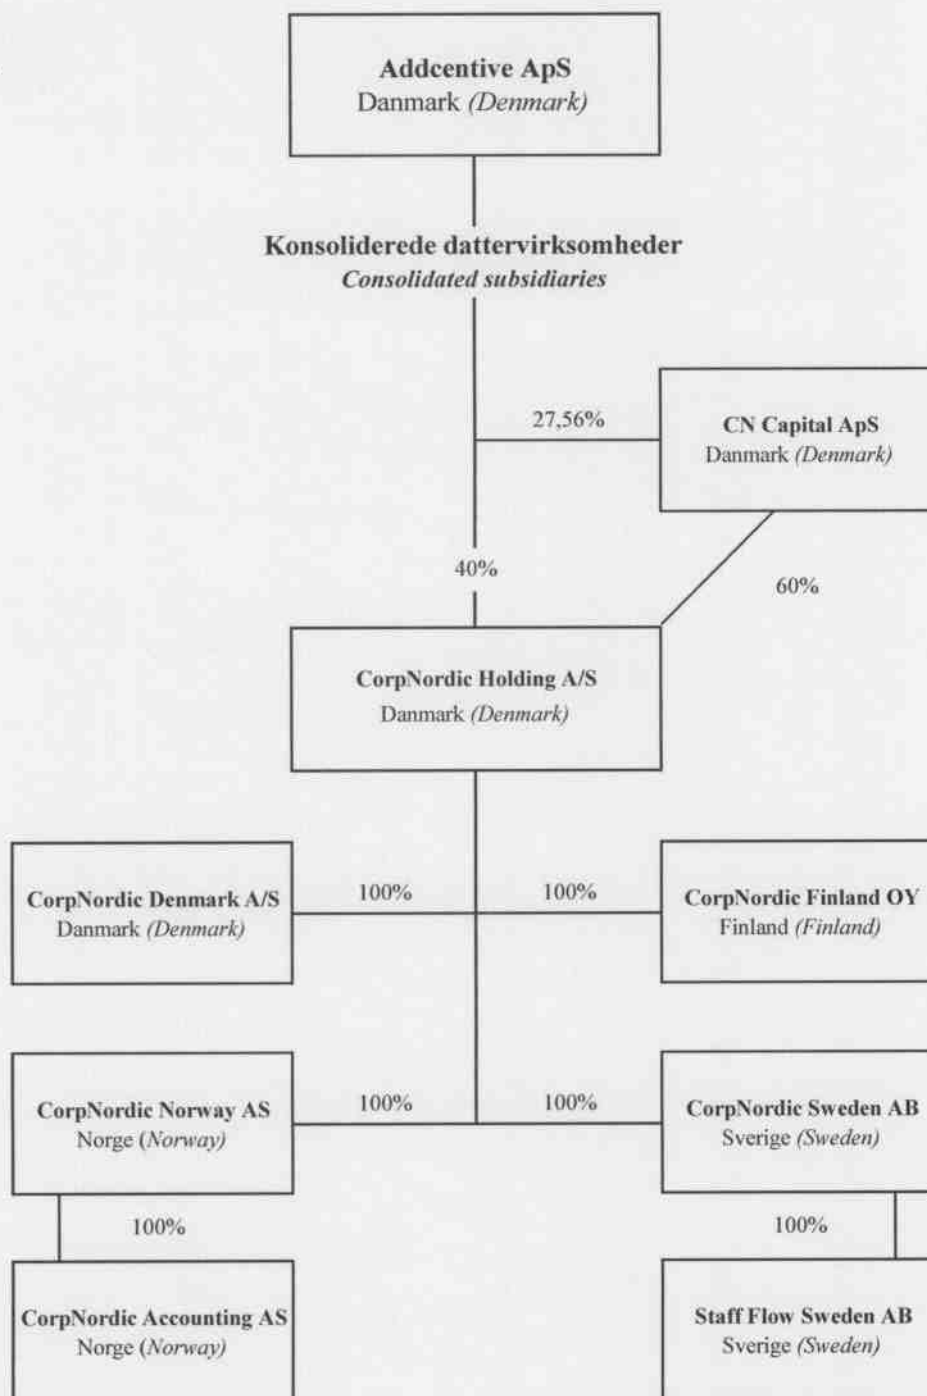 Addcentive ApS
Danmark (Denmark)
Konsoliderede dattervirksomheder
Consolidated subsidiaries
27,56%
CN Capital ApS
Danmark (Denmark)
40%
60%
CorpNordic Holding A/S
Danmark (Denmark)
CorpNordic Denmark A/S
Danmark (Denmark)
100%
100%
CorpNordic Finland OY
Finland (Finland)
CorpNordic Norway AS
Norge (Norway)
100%
100%
CorpNordic Sweden AB
Sverige (Sweden)
100%
100%
CorpNordic Accounting AS
Norge (Norway)
Staff Flow Sweden AB
Sverige (Sweden)